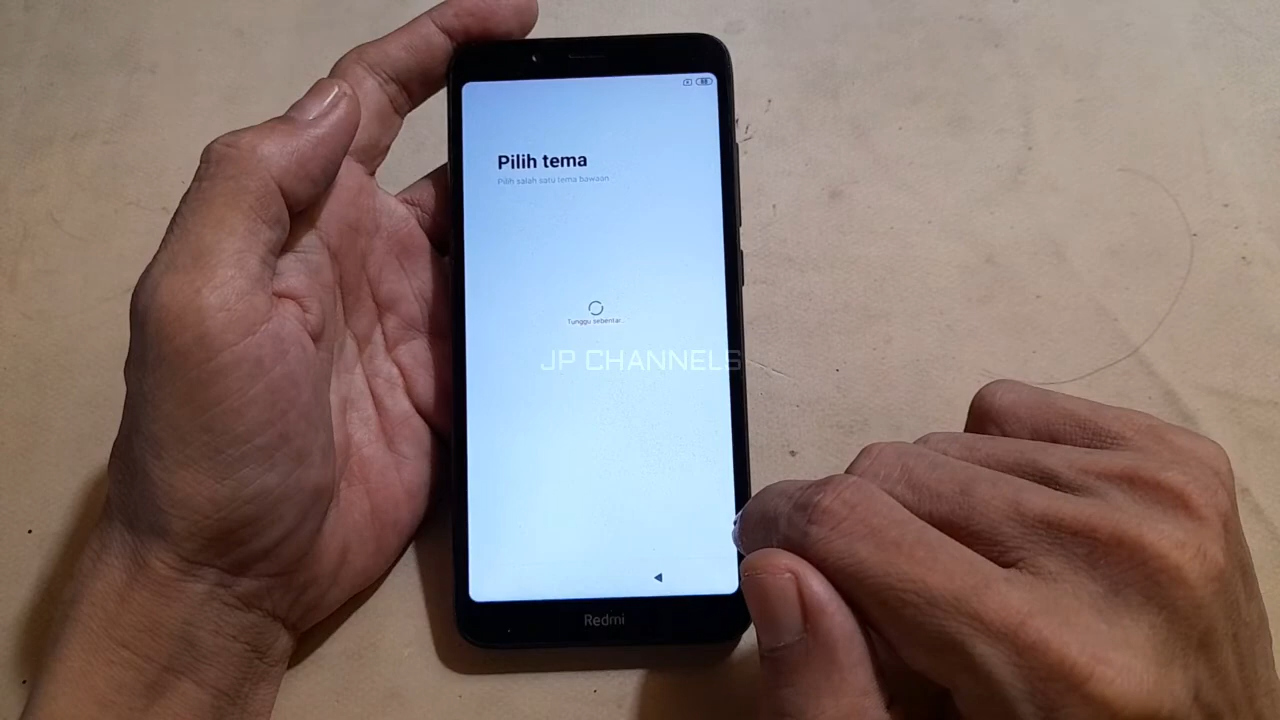 Pilih tema
Pilih salah satu tema bawaan
Tunggu sebentar..
JP CHANNELS
Redmi